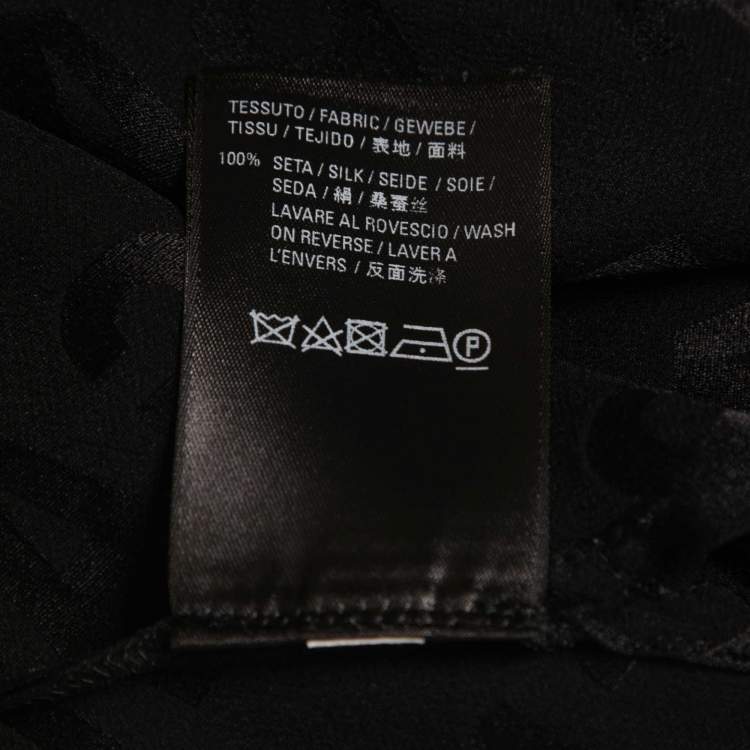 TESSUTO / FABRIC / GEWEBE /
TISSU / TEJIDO / 表地 / 面料
100% SETA / SILK / SEIDE / SOIE /
SEDA / 絹 / 桑蚕丝
LAVARE AL ROVESCIO / WASH
ON REVERSE / LAVER A
L'ENVERS / 反面洗涤
P